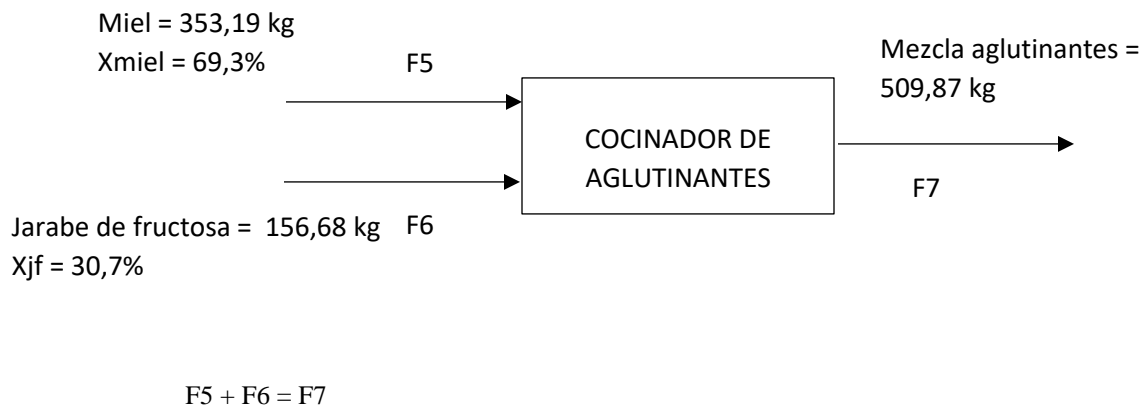 Miel = 353,19 kg
Xmiel = 69,3%
F5
Mezcla aglutinantes =
509,87 kg
COCINADOR DE
AGLUTINANTES
F7
Jarabe de fructosa = 156,68 kg
F6
Xjf = 30,7%
F5 + F6 = F7